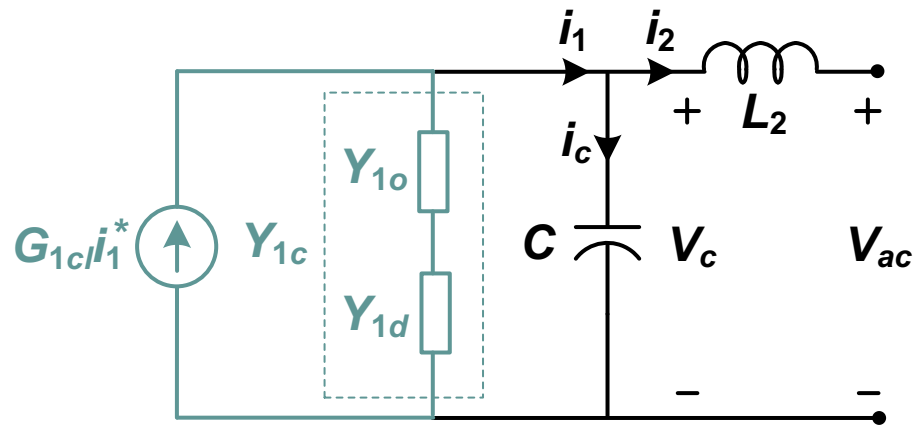 i1 i2
+ L2 +
ic
Y1o
G1cli1* Y1c C Vc Vac
Y1d
− −